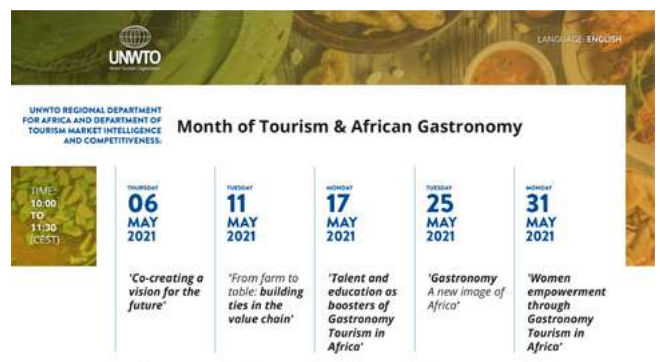 LANGUAGE: ENGLISH
UNWTO
UNWTO REGIONAL DEPARTMENT
FOR AFRICA AND DEPARTMENT OF
TOURISM MARKET INTELLIGENCE
AND COMPETITIVENESS:
Month of Tourism & African Gastronomy
TIME:
10:00
TO
11:30
(CEST)
THURSDAY
06
MAY
2021
'Co-creating a
vision for the
future'
TUESDAY
11
MAY
2021
'From farm to
table: building
ties in the
value chain'
MONDAY
17
MAY
2021
'Talent and
education as
boosters of
Gastronomy
Tourism in
Africa'
TUESDAY
25
MAY
2021
'Gastronomy
A new image of
Africa'
MONDAY
31
MAY
2021
'Women
empowerment
through
Gastronomy
Tourism in
Africa'